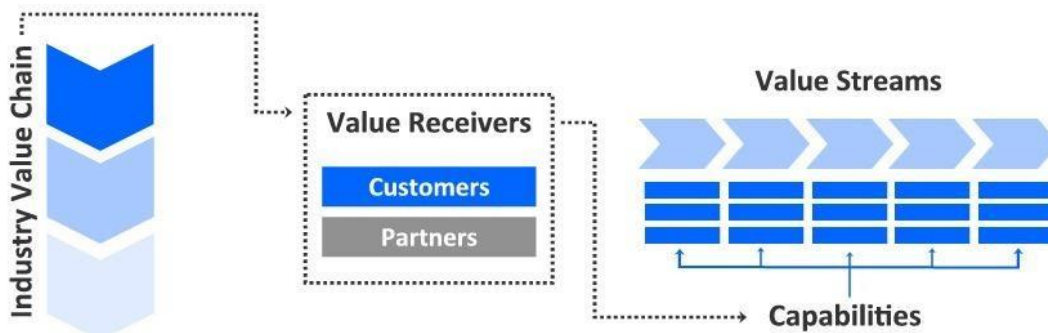 Industry Value Chain
Value Receivers
Customers
Partners
Value Streams
Capabilities